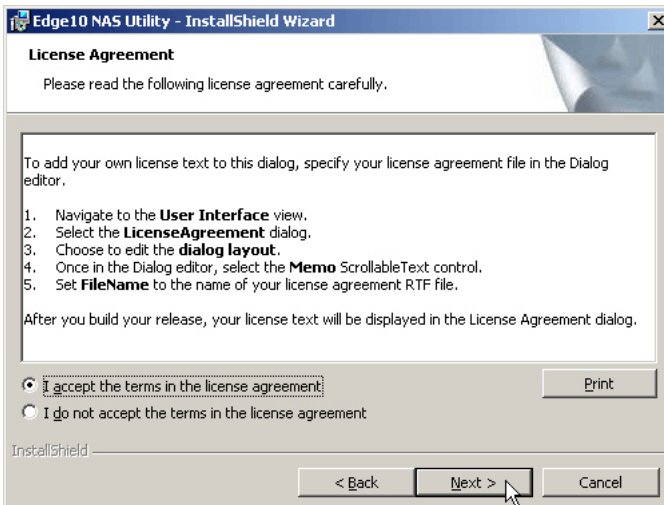 Edge10 NAS Utility - InstallShield Wizard
License Agreement
Please read the following license agreement carefully.
To add your own license text to this dialog, specify your license agreement file in the Dialog
editor.
1. Navigate to the User Interface view.
2. Select the LicenseAgreement dialog.
3. Choose to edit the dialog layout.
4. Once in the Dialog editor, select the Memo ScrollableText control.
5. Set FileName to the name of your license agreement RTF file.
After you build your release, your license text will be displayed in the License Agreement dialog.
I accept the terms in the license agreement
Print
I do not accept the terms in the license agreement
InstallShield
< Back Next > Cancel